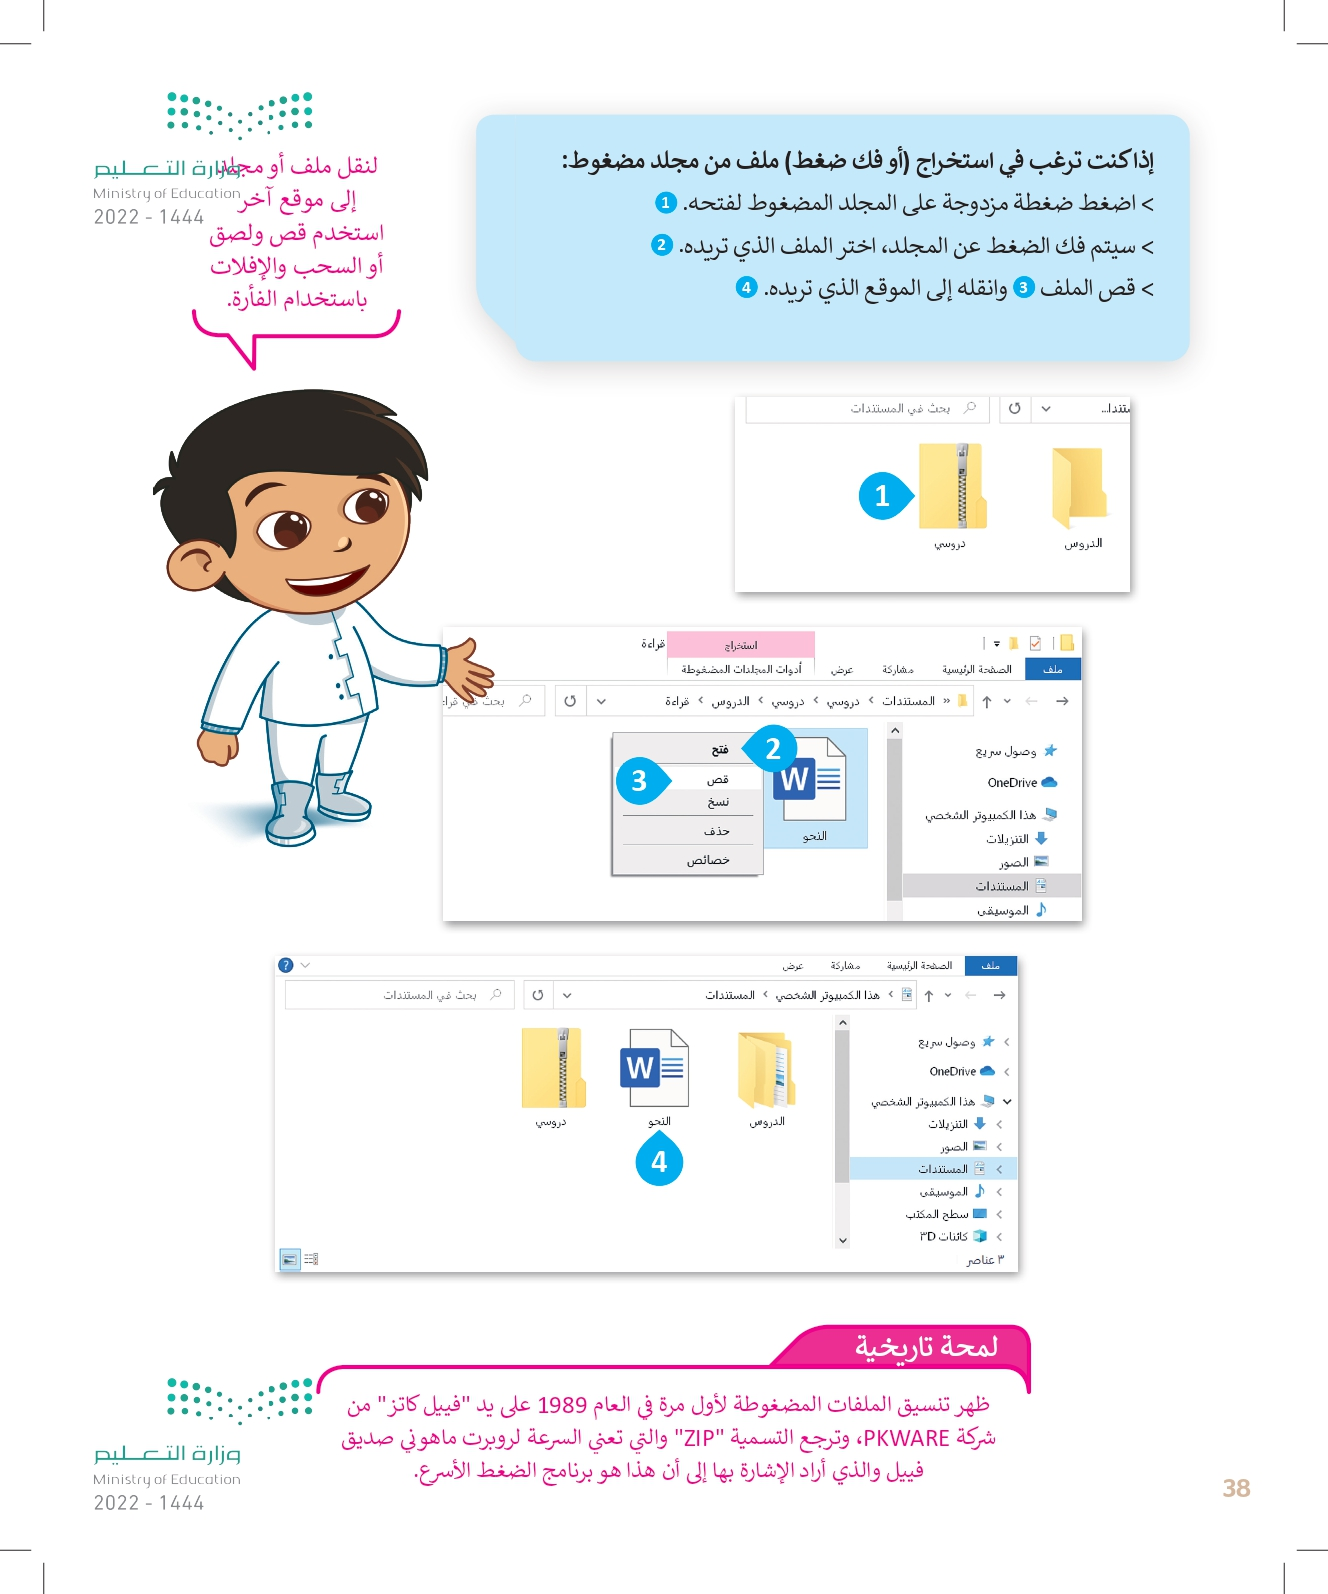 إذا كنت ترغب في استخراج (أو فك ضغط) ملف من مجلد مضغوط:
> اضغط ضغطة مزدوجة على المجلد المضغوط لفتحه. 1
> سيتم فك الضغط عن المجلد، اختر الملف الذي تريده. 2
> قص الملف 3 وانقله إلى الموقع الذي تريده. 4
وزارة التعليم
Ministry of Education
2022 - 1444
لنقل ملف أو مجلد
إلى موقع آخر
استخدم قص ولصق
أو السحب والإفلات
باستخدام الفأرة.
بحث في المستندات
1
الدروس
دروسي
استخراج
قراءة
ملف
الصفحة الرئيسية
مشاركة
عرض
أدوات المجلدات المضغوطة
« المستندات › دروسي › دروسي › الدروس › قراءة
بحث في قرا
وصول سريع
OneDrive
هذا الكمبيوتر الشخصي
التنزيلات
الصور
المستندات
الموسيقى
W
النحو
2
فتح
3
قص
نسخ
حذف
خصائص
ملف
الصفحة الرئيسية
مشاركة
عرض
?
هذا الكمبيوتر الشخصي › المستندات
بحث في المستندات
وصول سريع
OneDrive
هذا الكمبيوتر الشخصي
التنزيلات
الصور
المستندات
الموسيقى
سطح المكتب
كائنات 3D
٣ عناصر
الدروس
W
النحو
دروسي
4
لمحة تاريخية
ظهر تنسيق الملفات المضغوطة لأول مرة في العام 1989 على يد "فييل كاتز" من
شركة PKWARE، وترجع التسمية "ZIP" والتي تعني السرعة لروبرت ماهوني صديق
فييل والذي أراد الإشارة بها إلى أن هذا هو برنامج الضغط الأسرع.
وزارة التعليم
Ministry of Education
2022 - 1444
38